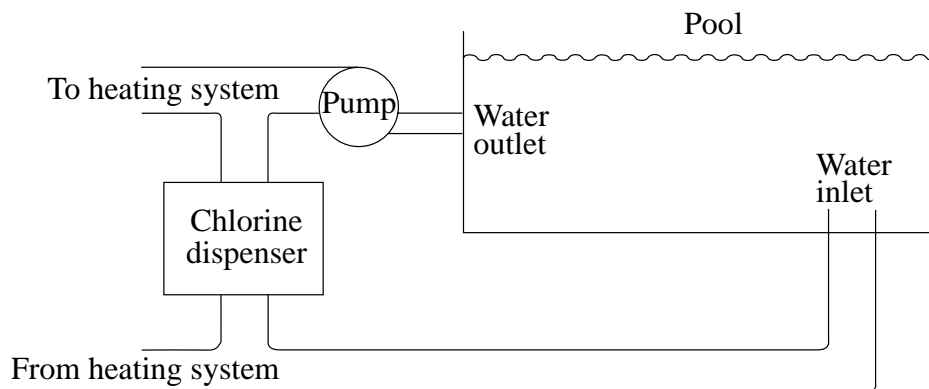 Pool
To heating system
Pump
Water
outlet
Water
inlet
Chlorine
dispenser
From heating system